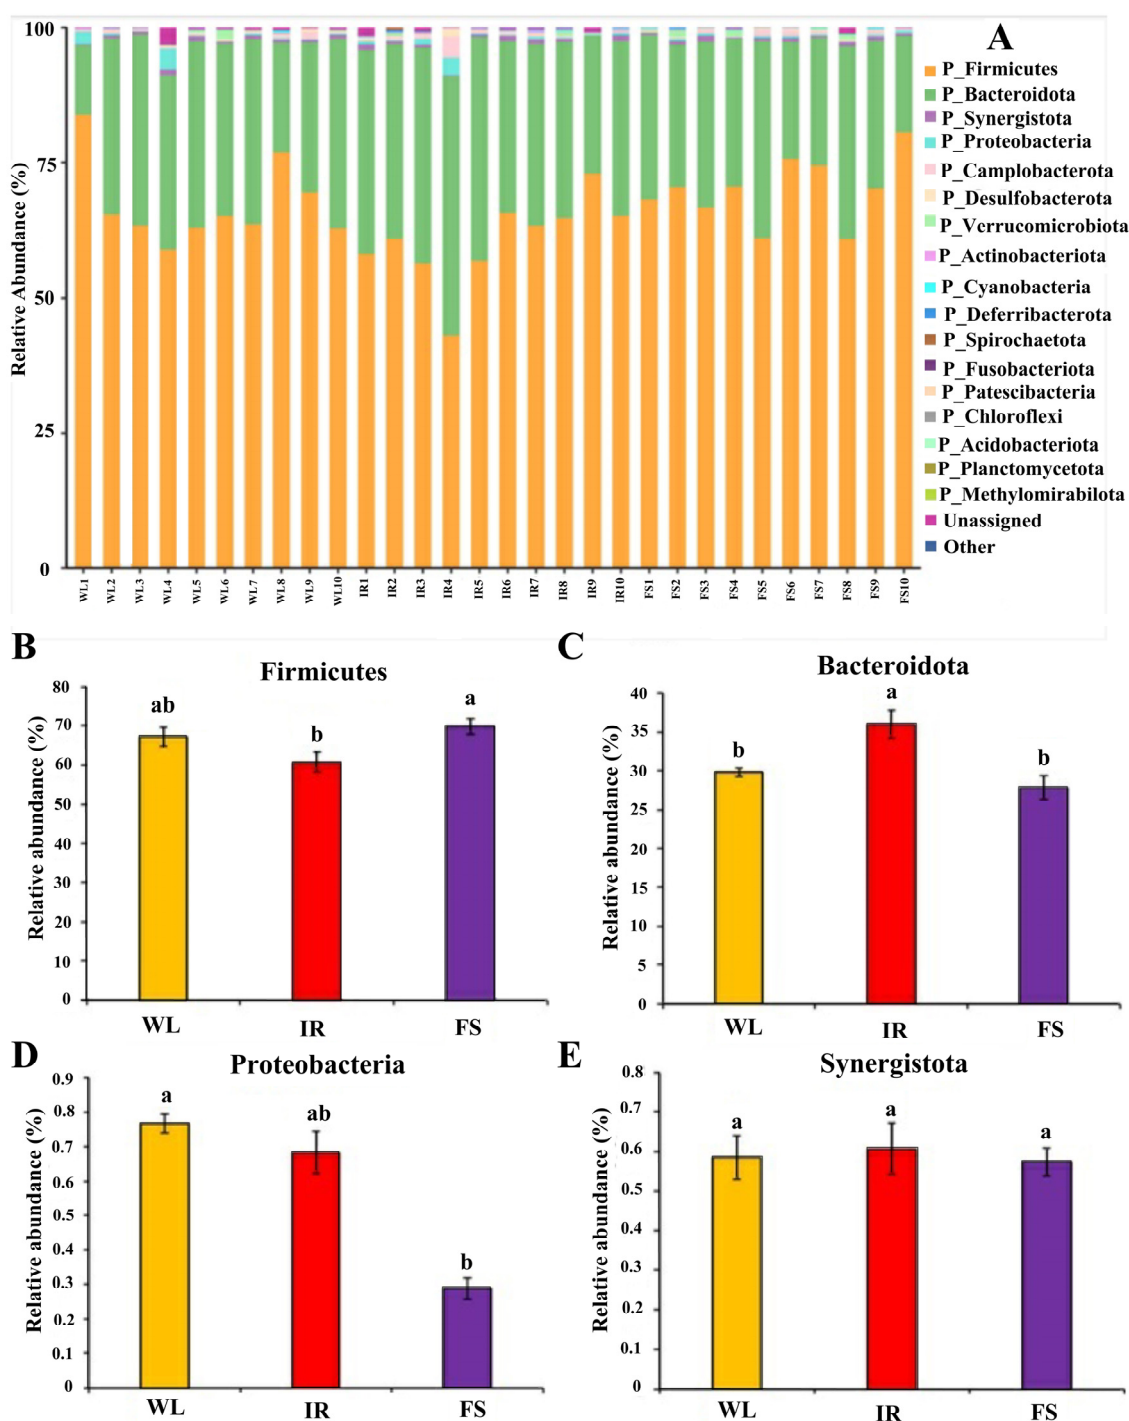 A
100
75
50
25
0
Relative Abundance (%)
P_Firmicutes
P_Bacteroidota
P_Synergistota
P_Proteobacteria
P_Camplobacterota
P_Desulfobacterota
P_Verrucomicrobiota
P_Actinobacteriota
P_Cyanobacteria
P_Deferribacterota
P_Spirochaetota
P_Fusobacteriota
P_Patescibacteria
P_Chloroflexi
P_Acidobacteriota
P_Planctomycetota
P_Methylomirabilota
Unassigned
Other
WL1 WL2 WL3 WL4 WL5 WL6 WL7 WL8 WL9 WL10 IR1 IR2 IR3 IR4 IR5 IR6 IR7 IR8 IR9 IR10 FS1 FS2 FS3 FS4 FS5 FS6 FS7 FS8 FS9 FS10
B
Firmicutes
80
70
60
50
40
30
20
10
0
Relative abundance (%)
ab
b
a
WL IR FS
C
Bacteroidota
40
35
30
25
20
15
10
5
0
Relative abundance (%)
b
a
b
WL IR FS
D
Proteobacteria
0.9
0.8
0.7
0.6
0.5
0.4
0.3
0.2
0.1
0
Relative abundance (%)
a
ab
b
WL IR FS
E
Synergistota
0.8
0.7
0.6
0.5
0.4
0.3
0.2
0.1
0
Relative abundance (%)
a
a
a
WL IR FS